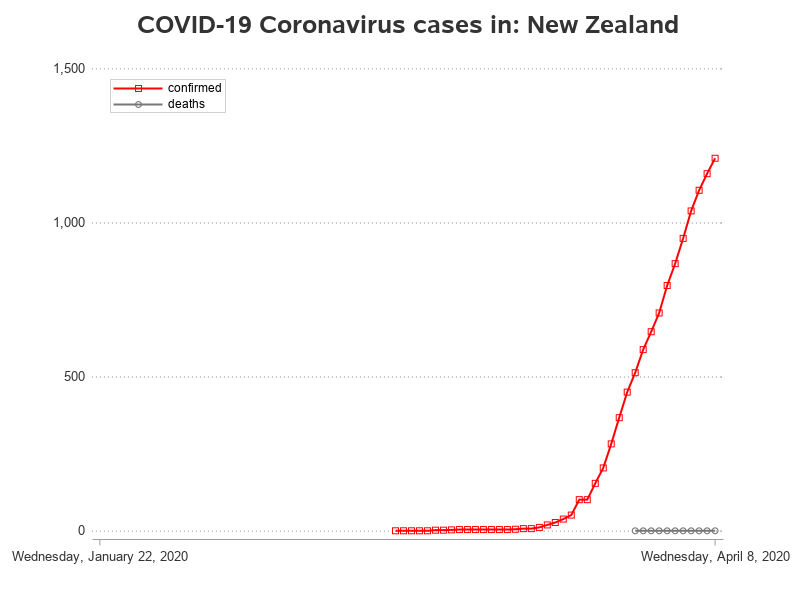 COVID-19 Coronavirus cases in: New Zealand
1,500
confirmed
deaths
1,000
500
0
Wednesday, January 22, 2020 Wednesday, April 8, 2020